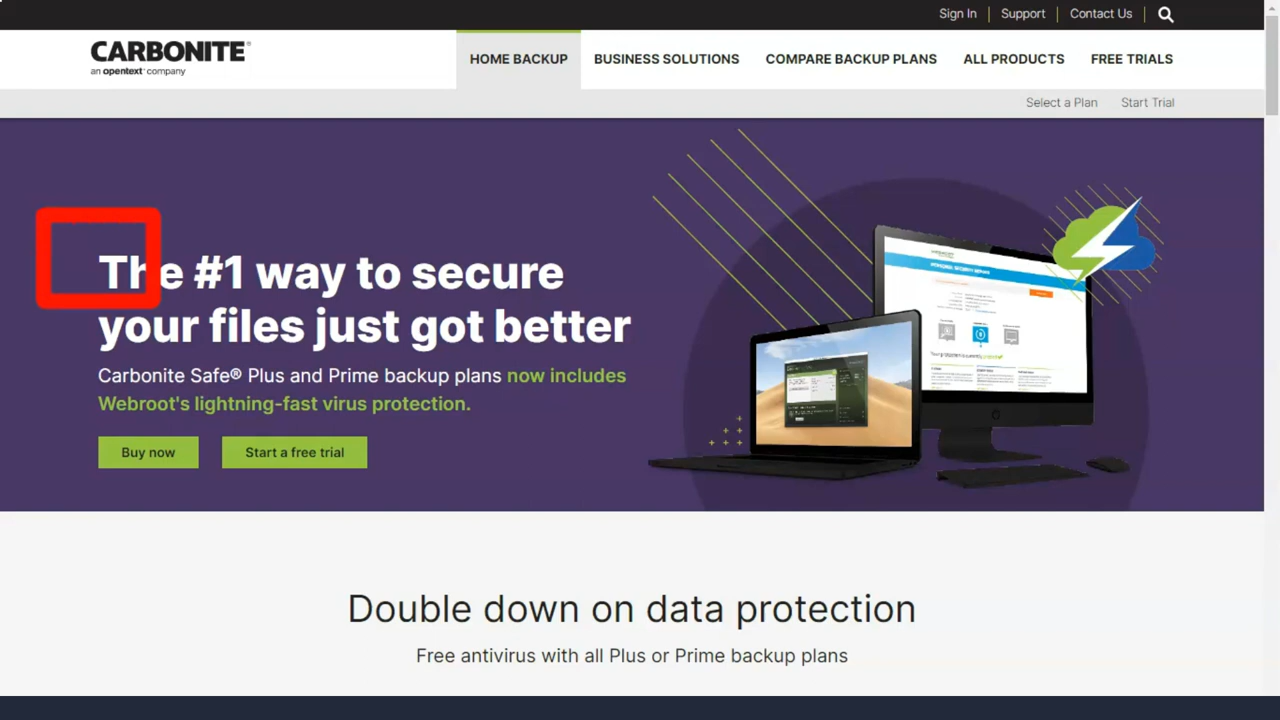 Sign In
Support
Contact Us
CARBONITE®
an opentext™ company
HOME BACKUP
BUSINESS SOLUTIONS
COMPARE BACKUP PLANS
ALL PRODUCTS
FREE TRIALS
Select a Plan
Start Trial
The #1 way to secure
your files just got better
Carbonite Safe® Plus and Prime backup plans now includes
Webroot's lightning-fast virus protection.
Buy now
Start a free trial
Double down on data protection
Free antivirus with all Plus or Prime backup plans